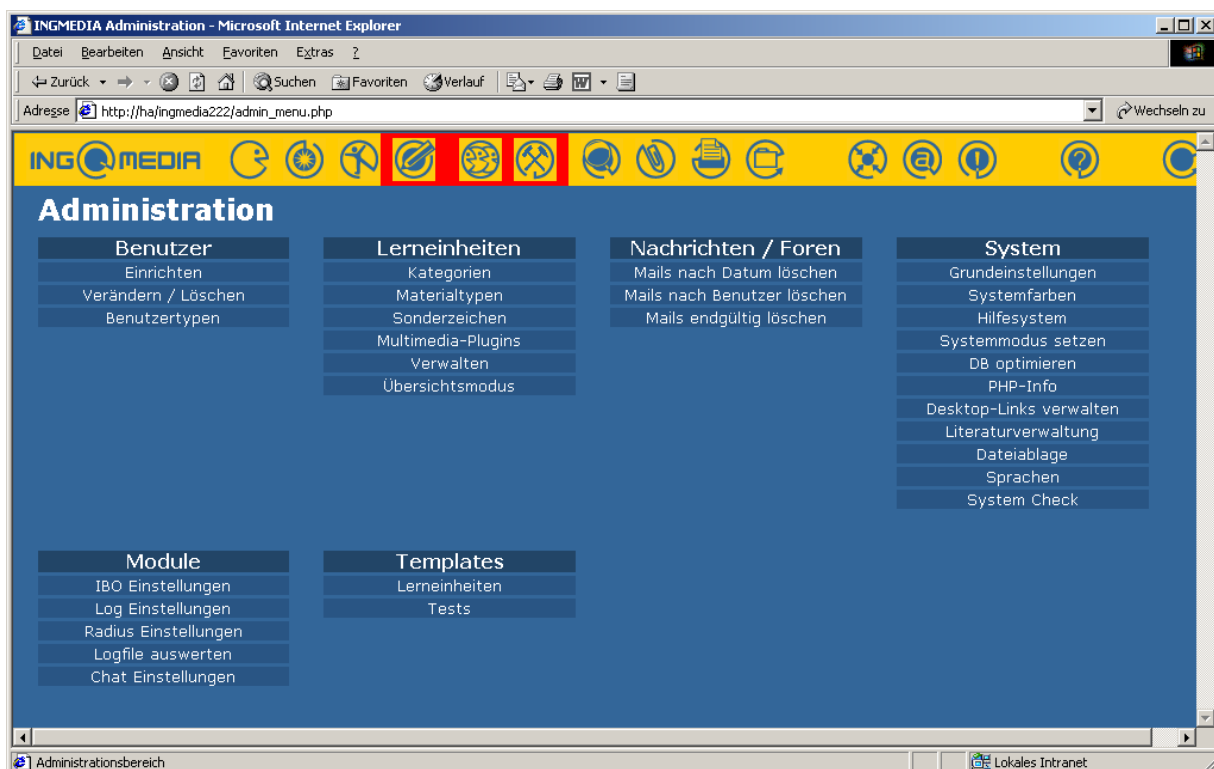 INGMEDIA Administration - Microsoft Internet Explorer
Datei Bearbeiten Ansicht Favoriten Extras ?
Zurück Suchen Favoriten Verlauf
Adresse http://ha/ingmedia222/admin_menu.php Wechseln zu
ING MEDIA
Administration
Benutzer
Einrichten
Verändern / Löschen
Benutzertypen
Lerneinheiten
Kategorien
Materialtypen
Sonderzeichen
Multimedia-Plugins
Verwalten
Übersichtsmodus
Nachrichten / Foren
Mails nach Datum löschen
Mails nach Benutzer löschen
Mails endgültig löschen
System
Grundeinstellungen
Systemfarben
Hilfesystem
Systemmodus setzen
DB optimieren
PHP-Info
Desktop-Links verwalten
Literaturverwaltung
Dateiablage
Sprachen
System Check
Module
IBO Einstellungen
Log Einstellungen
Radius Einstellungen
Logfile auswerten
Chat Einstellungen
Templates
Lerneinheiten
Tests
Administrationsbereich Lokales Intranet